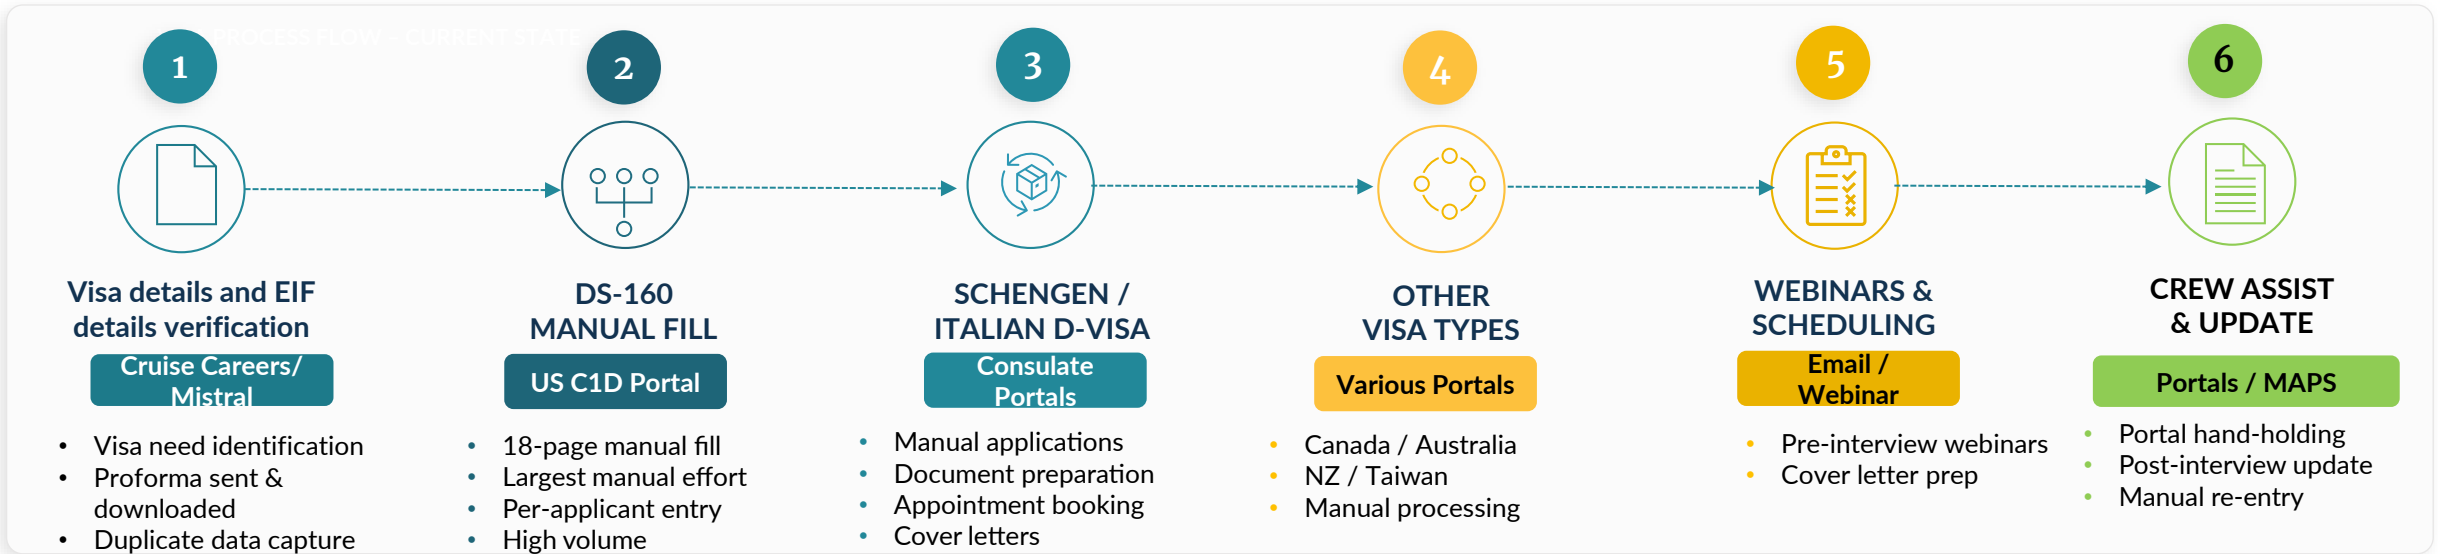 PROCESS FLOW – CURRENT STATE
1
2
3
4
5
6
Visa details and EIF
details verification
Cruise Careers/
Mistral
• Visa need identification
• Proforma sent &
downloaded
• Duplicate data capture
DS-160
MANUAL FILL
US C1D Portal
• 18-page manual fill
• Largest manual effort
• Per-applicant entry
• High volume
SCHENGEN /
ITALIAN D-VISA
Consulate
Portals
• Manual applications
• Document preparation
• Appointment booking
• Cover letters
OTHER
VISA TYPES
Various Portals
• Canada / Australia
• NZ / Taiwan
• Manual processing
WEBINARS &
SCHEDULING
Email /
Webinar
• Pre-interview webinars
• Cover letter prep
CREW ASSIST
& UPDATE
Portals / MAPS
• Portal hand-holding
• Post-interview update
• Manual re-entry